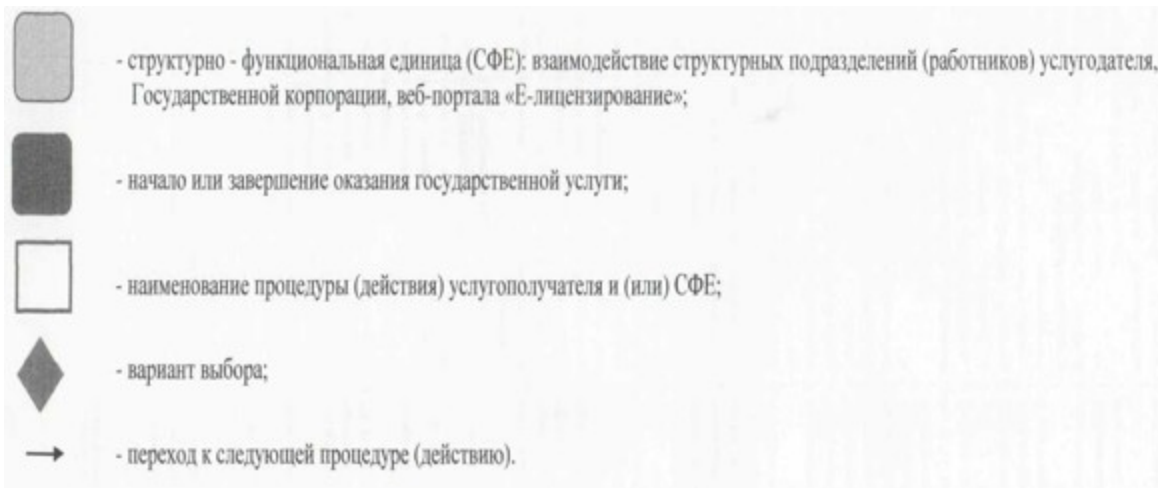 - структурно - функциональная единица (СФЕ): взаимодействие структурных подразделений (работников) услугодателя,
Государственной корпорации, веб-портала «Е-лицензирование»;
- начало или завершение оказания государственной услуги;
- наименование процедуры (действия) услугополучателя и (или) СФЕ;
- вариант выбора;
- переход к следующей процедуре (действию).